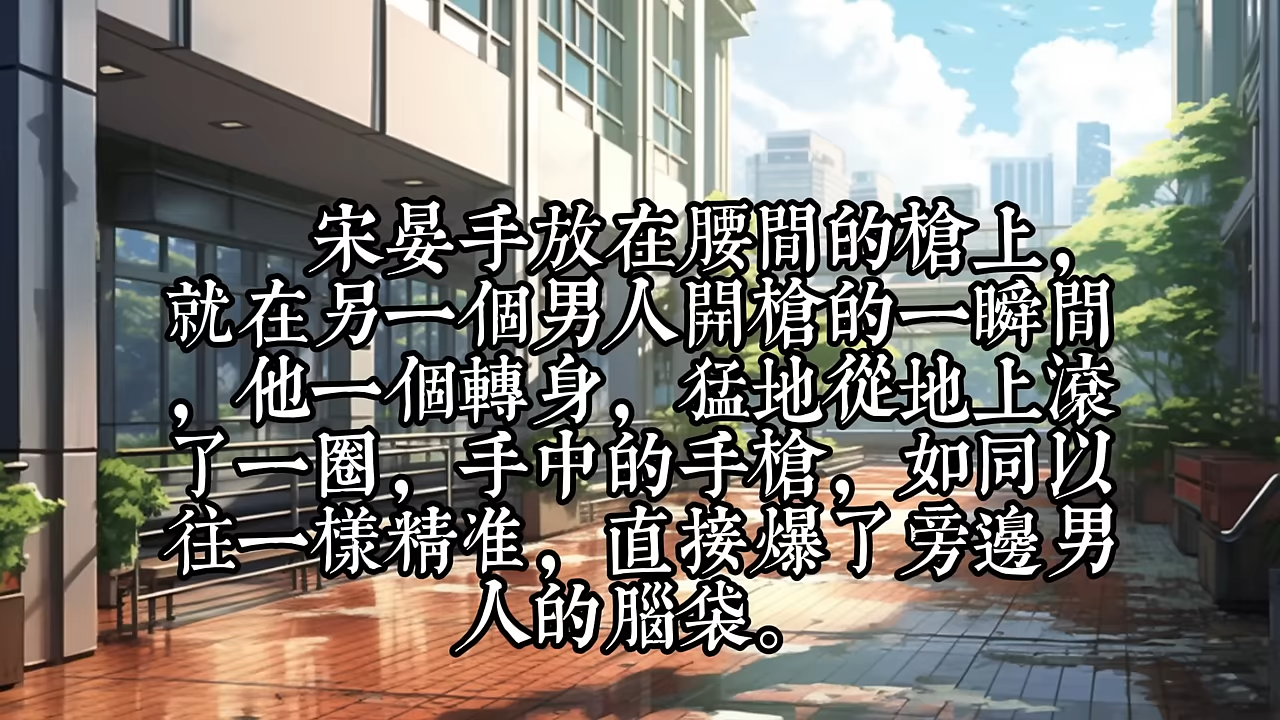 宋晏手放在腰間的槍上，
就在另一個男人開槍的一瞬間
，他一個轉身，猛地從地上滾
了一圈，手中的手槍，如同以
往一樣精准，直接爆了旁邊男
人的腦袋。